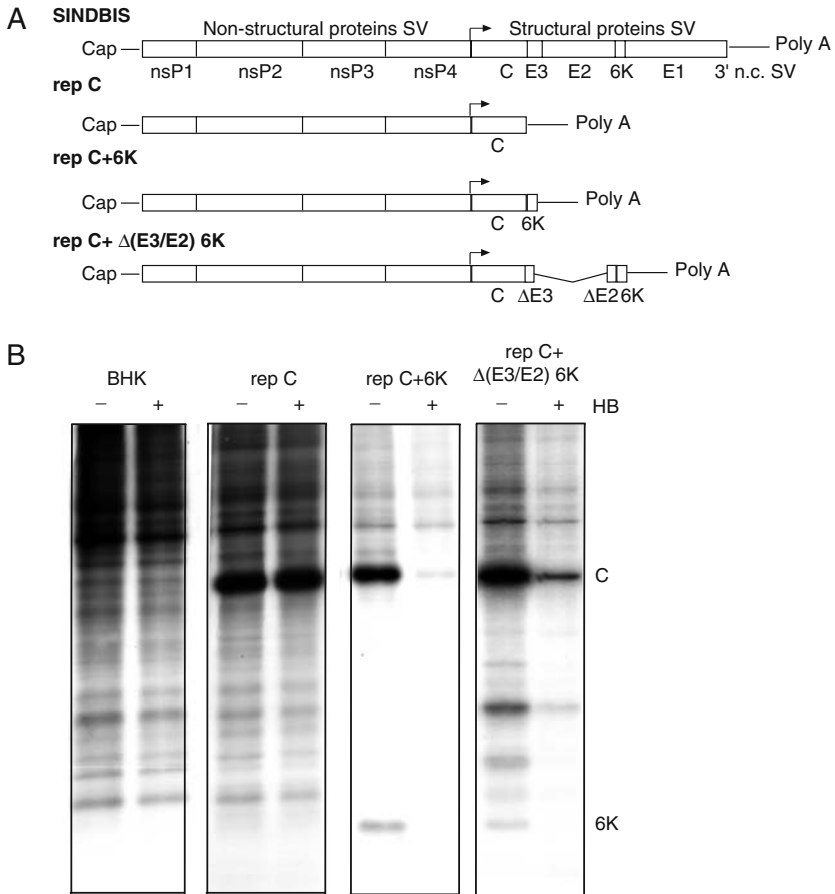 A
SINDBIS
Non-structural proteins SV Structural proteins SV
Cap Poly A
nsP1 nsP2 nsP3 nsP4 C E3 E2 6K E1 3' n.c. SV
rep C
Cap Poly A
C
rep C+6K
Cap Poly A
C 6K
rep C+ Δ(E3/E2) 6K
Cap Poly A
C ΔE3 ΔE2 6K
B
BHK rep C rep C+6K rep C+
Δ(E3/E2) 6K
– + – + – + – + HB
C
6K